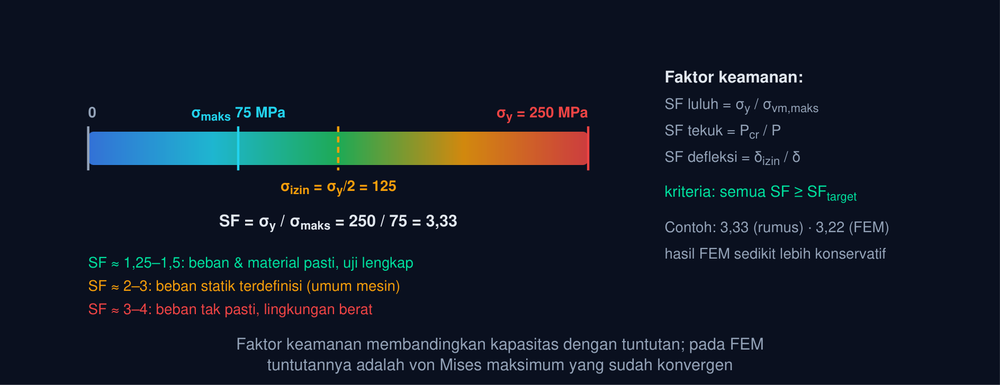 0
σmaks 75 MPa
σy = 250 MPa
σizin = σy/2 = 125
SF = σy / σmaks = 250 / 75 = 3,33
SF ≈ 1,25–1,5: beban & material pasti, uji lengkap
SF ≈ 2–3: beban statik terdefinisi (umum mesin)
SF ≈ 3–4: beban tak pasti, lingkungan berat
Faktor keamanan:
SF luluh = σy / σvm,maks
SF tekuk = Pcr / P
SF defleksi = δizin / δ
kriteria: semua SF ≥ SFtarget
Contoh: 3,33 (rumus) · 3,22 (FEM)
hasil FEM sedikit lebih konservatif
Faktor keamanan membandingkan kapasitas dengan tuntutan; pada FEM
tuntutannya adalah von Mises maksimum yang sudah konvergen